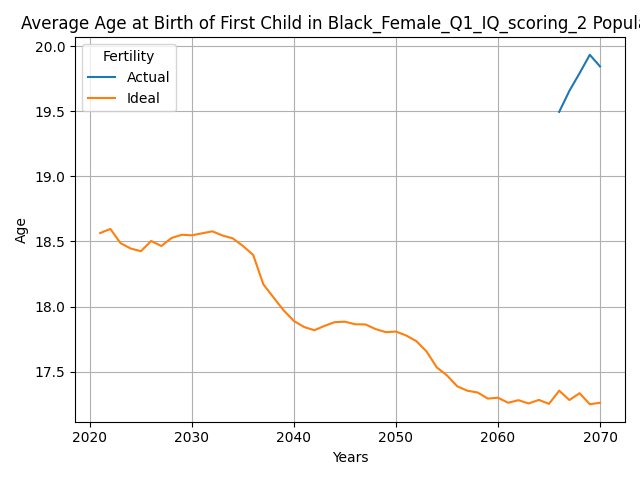 Average Age at Birth of First Child in Black_Female_Q1_IQ_scoring_2 Popula
Fertility
Actual
Ideal
20.0
19.5
19.0
18.5
18.0
17.5
Age
2020 2030 2040 2050 2060 2070
Years